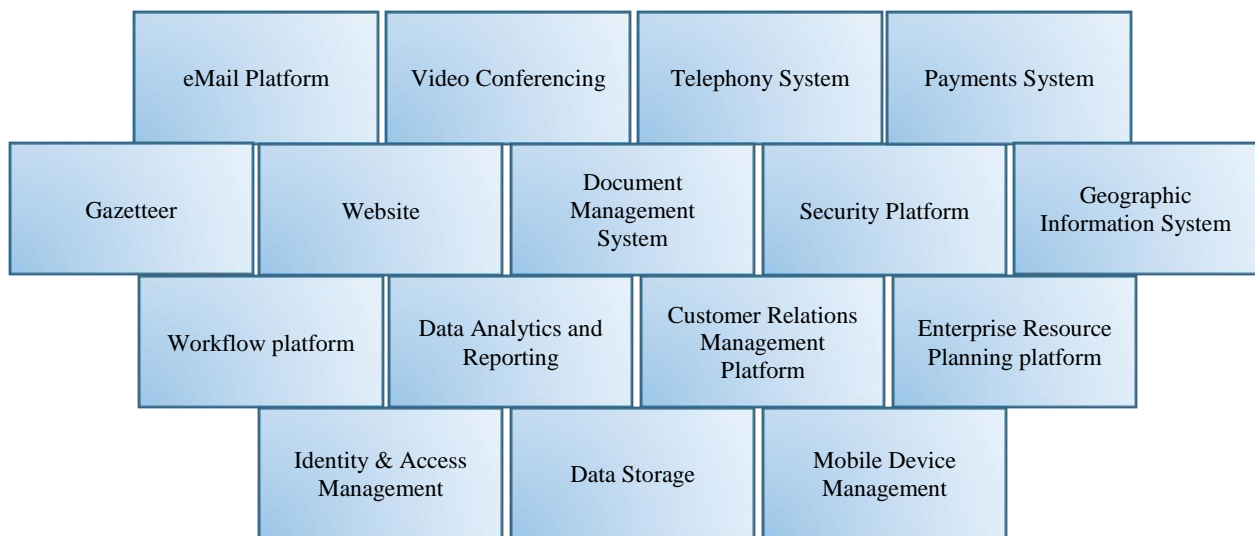 eMail Platform
Video Conferencing
Telephony System
Payments System
Gazetteer
Website
Document
Management
System
Security Platform
Geographic
Information System
Workflow platform
Data Analytics and
Reporting
Customer Relations
Management
Platform
Enterprise Resource
Planning platform
Identity & Access
Management
Data Storage
Mobile Device
Management